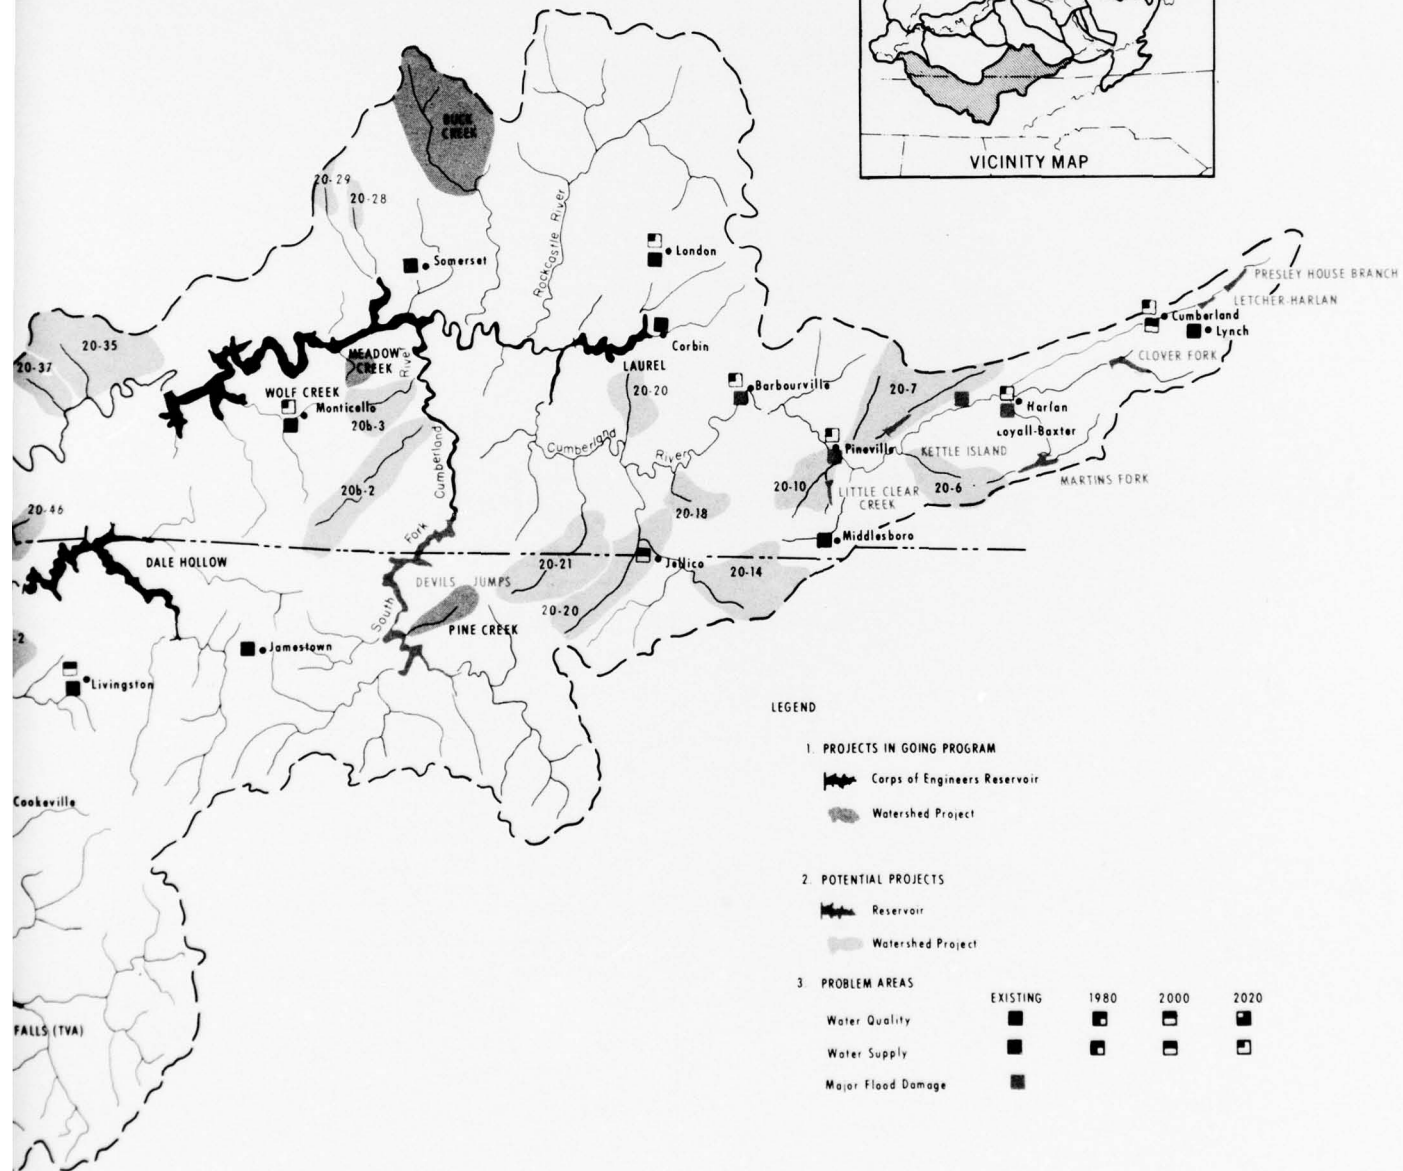 VICINITY MAP
BUCK
CREEK
20-29
20-28
Rockcastle River
Somerset
London
PRESLEY HOUSE BRANCH
LETCHER-HARLAN
Cumberland
Lynch
20-35
20-37
MEADOW
CREEK
River
Corbin
CLOVER FORK
LAUREL
WOLF CREEK
Monticello
20b-3
20-20
Barbourville
20-7
Harlan
Loyall-Baxter
Cumberland
Cumberland
River
Pineville
KETTLE ISLAND
MARTINS FORK
20b-2
20-10
LITTLE CLEAR
CREEK
20-6
20-46
20-18
Fork
Middlesboro
DALE HOLLOW
20-21
Jellico
20-14
DEVILS JUMPS
20-20
South
PINE CREEK
-2
Jamestown
Livingston
LEGEND
1. PROJECTS IN GOING PROGRAM
Corps of Engineers Reservoir
Watershed Project
Cookeville
2. POTENTIAL PROJECTS
Reservoir
Watershed Project
3. PROBLEM AREAS
EXISTING 1980 2000 2020
Water Quality
Water Supply
Major Flood Damage
FALLS (TVA)